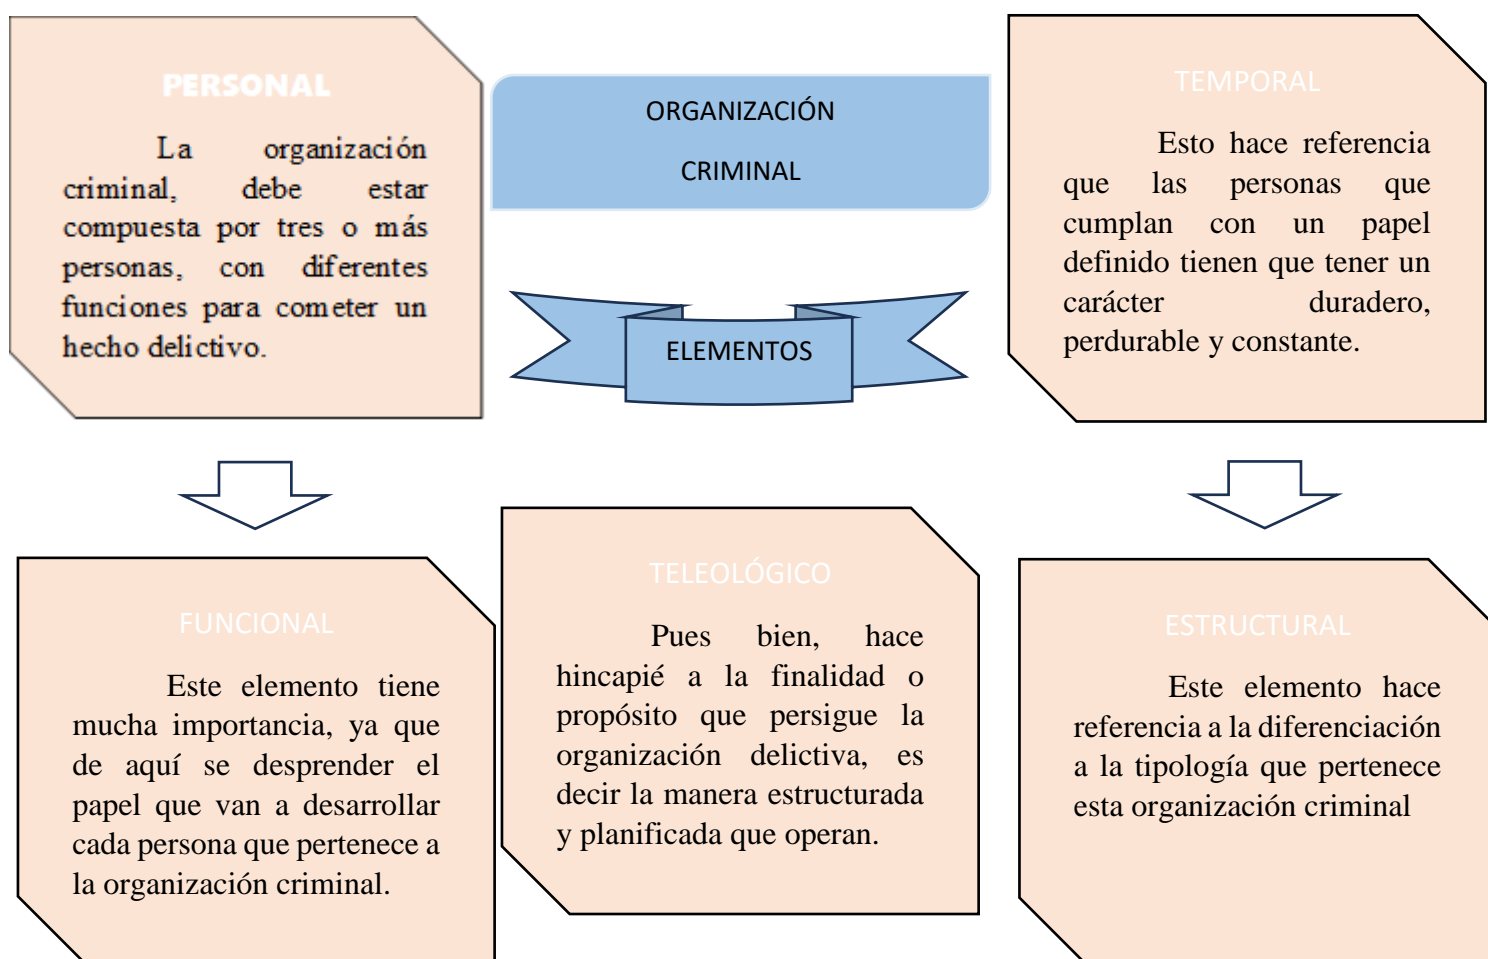 PERSONAL
La organización
criminal, debe estar
compuesta por tres o más
personas, con diferentes
funciones para cometer un
hecho delictivo.
ORGANIZACIÓN
CRIMINAL
ELEMENTOS
TEMPORAL
Esto hace referencia
que las personas que
cumplan con un papel
definido tienen que tener un
carácter duradero,
perdurable y constante.
FUNCIONAL
Este elemento tiene
mucha importancia, ya que
de aquí se desprender el
papel que van a desarrollar
cada persona que pertenece a
la organización criminal.
TELEOLÓGICO
Pues bien, hace
hincapié a la finalidad o
propósito que persigue la
organización delictiva, es
decir la manera estructurada
y planificada que operan.
ESTRUCTURAL
Este elemento hace
referencia a la diferenciación
a la tipología que pertenece
esta organización criminal